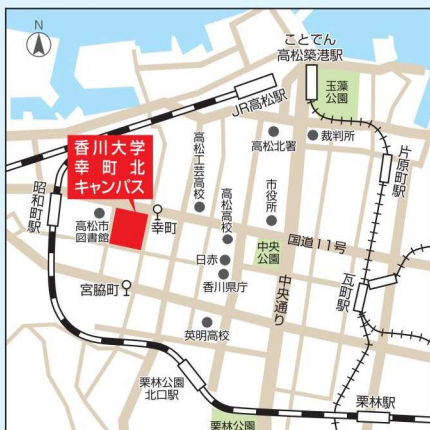 N
ことでん
高松築港駅
玉藻
公園
JR高松駅
香川大学
幸町北
キャンパス
高松工芸高校
高松北署
裁判所
片原町駅
昭和町駅
高松市
図書館
幸町
高松高校
市役所
国道11号
中央
公園
日赤
香川県庁
宮脇町
中央通り
瓦町駅
英明高校
栗林公園
北口駅
栗林駅
栗林公園